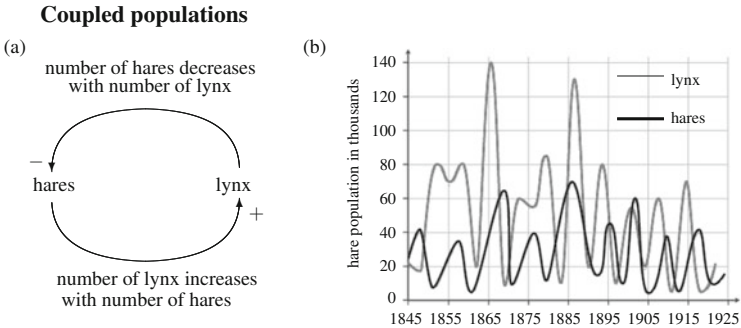 Coupled populations
(a)
number of hares decreases
with number of lynx
−
hares
lynx
+
number of lynx increases
with number of hares
(b)
hare population in thousands
140
120
100
80
60
40
20
0
1845 1855 1865 1875 1885 1895 1905 1915 1925
lynx
hares